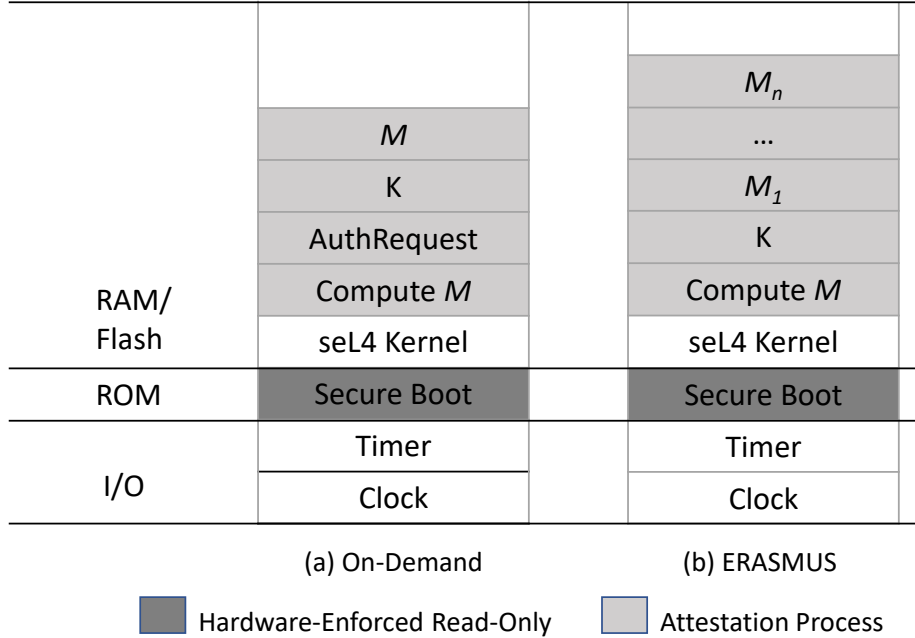 M_n
M
…
K
M_1
AuthRequest
K
RAM/
Flash
Compute M
Compute M
seL4 Kernel
seL4 Kernel
ROM
Secure Boot
Secure Boot
I/O
Timer
Timer
Clock
Clock
(a) On-Demand
(b) ERASMUS
Hardware-Enforced Read-Only
Attestation Process